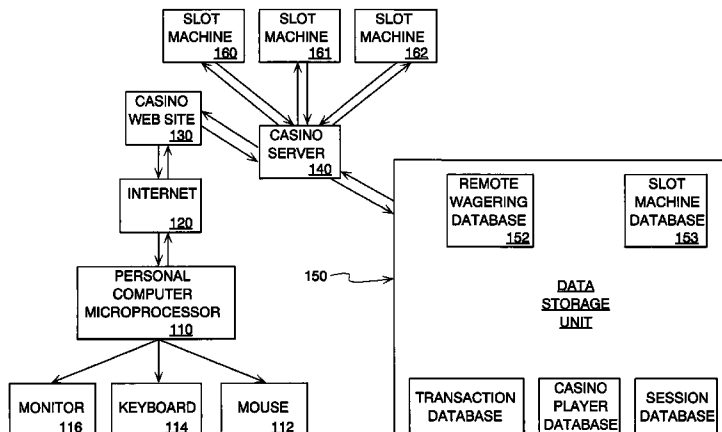 SLOT
MACHINE
160
SLOT
MACHINE
161
SLOT
MACHINE
162
CASINO
WEB SITE
130
CASINO
SERVER
140
INTERNET
120
PERSONAL
COMPUTER
MICROPROCESSOR
110
MONITOR
116
KEYBOARD
114
MOUSE
112
150
REMOTE
WAGERING
DATABASE
152
SLOT
MACHINE
DATABASE
153
DATA
STORAGE
UNIT
TRANSACTION
DATABASE
CASINO
PLAYER
DATABASE
SESSION
DATABASE